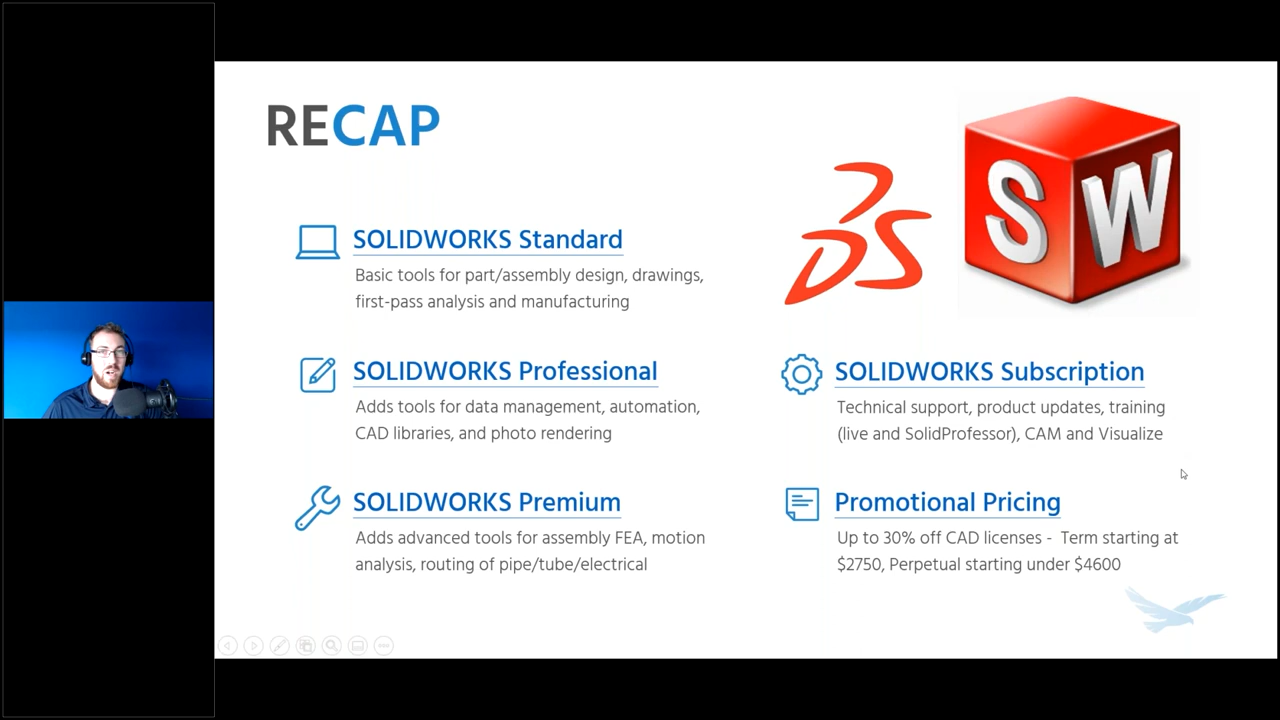 RECAP
SOLIDWORKS Standard
Basic tools for part/assembly design, drawings,
first-pass analysis and manufacturing
SOLIDWORKS Professional
Adds tools for data management, automation,
CAD libraries, and photo rendering
SOLIDWORKS Premium
Adds advanced tools for assembly FEA, motion
analysis, routing of pipe/tube/electrical
DS
S W
SOLIDWORKS Subscription
Technical support, product updates, training
(live and SolidProfessor), CAM and Visualize
Promotional Pricing
Up to 30% off CAD licenses - Term starting at
$2750, Perpetual starting under $4600